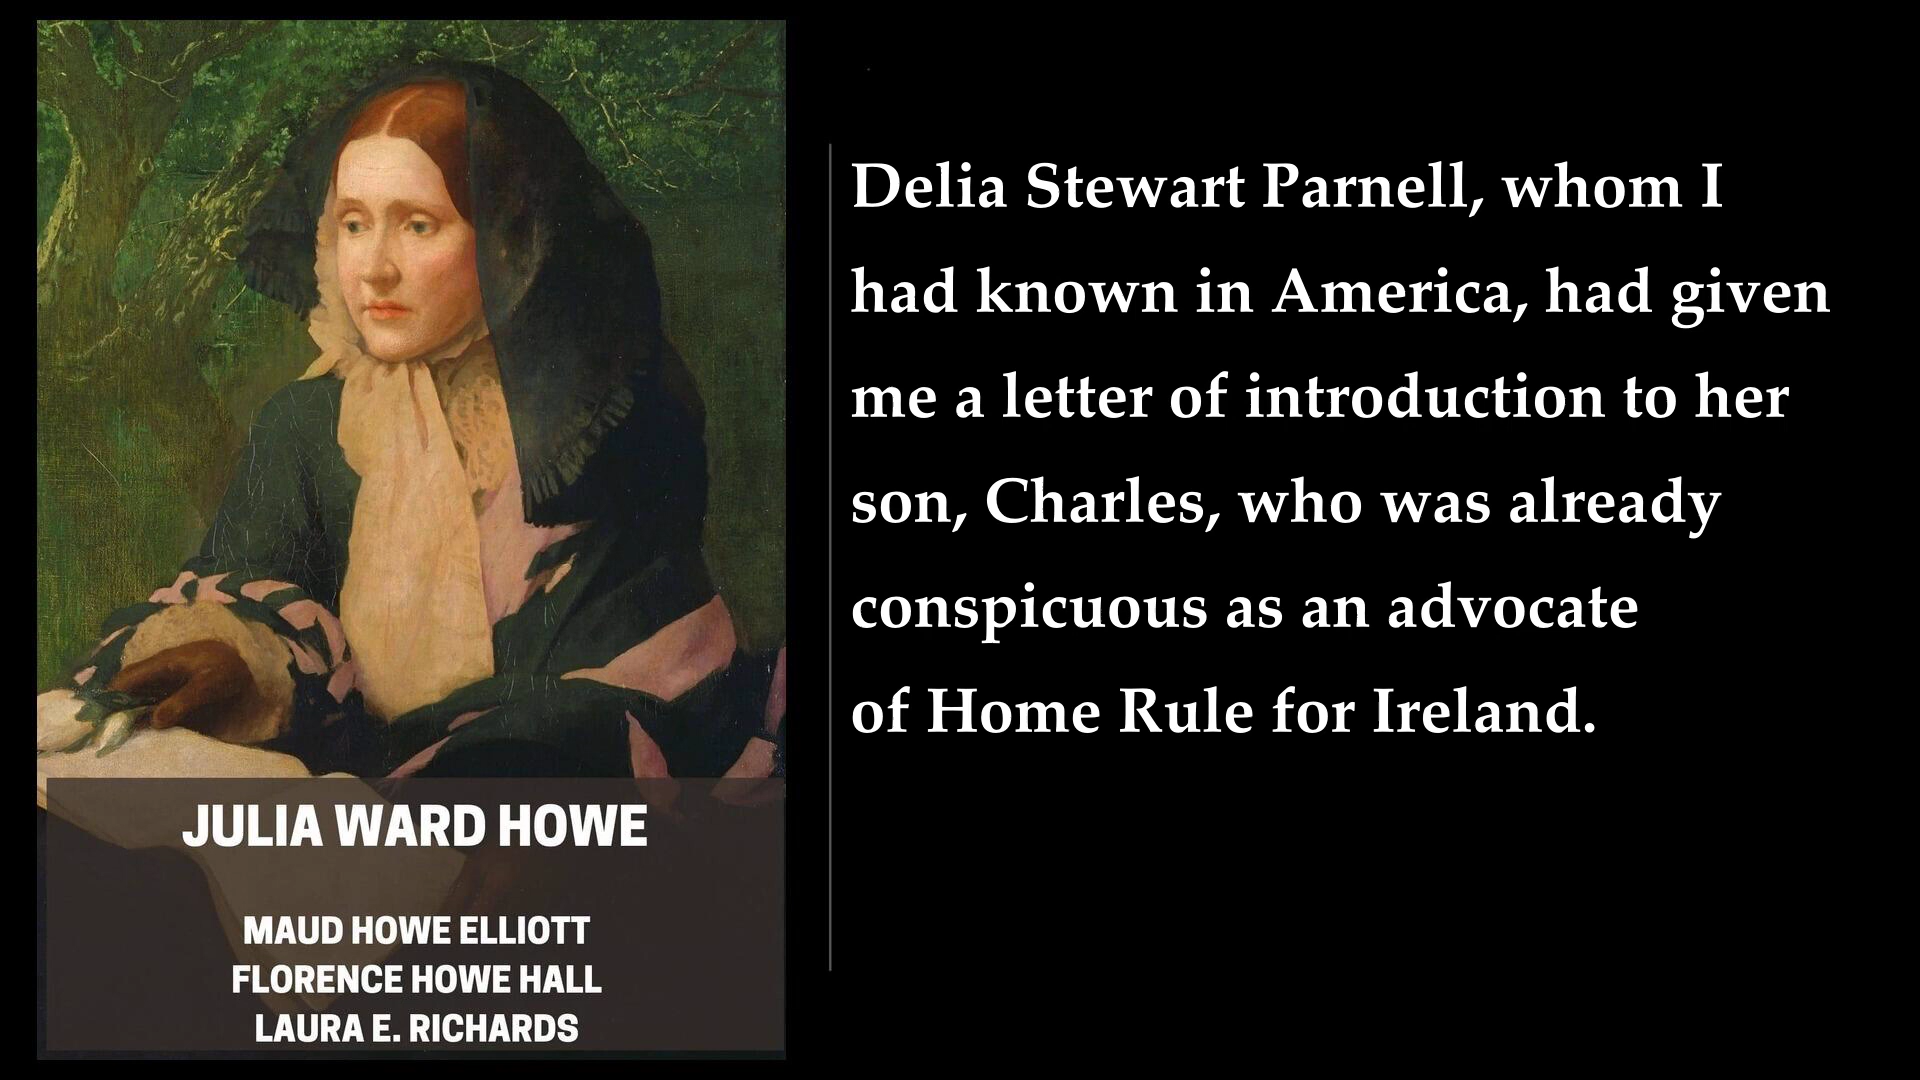 JULIA WARD HOWE
MAUD HOWE ELLIOTT
FLORENCE HOWE HALL
LAURA E. RICHARDS
Delia Stewart Parnell, whom I
had known in America, had given
me a letter of introduction to her
son, Charles, who was already
conspicuous as an advocate
of Home Rule for Ireland.